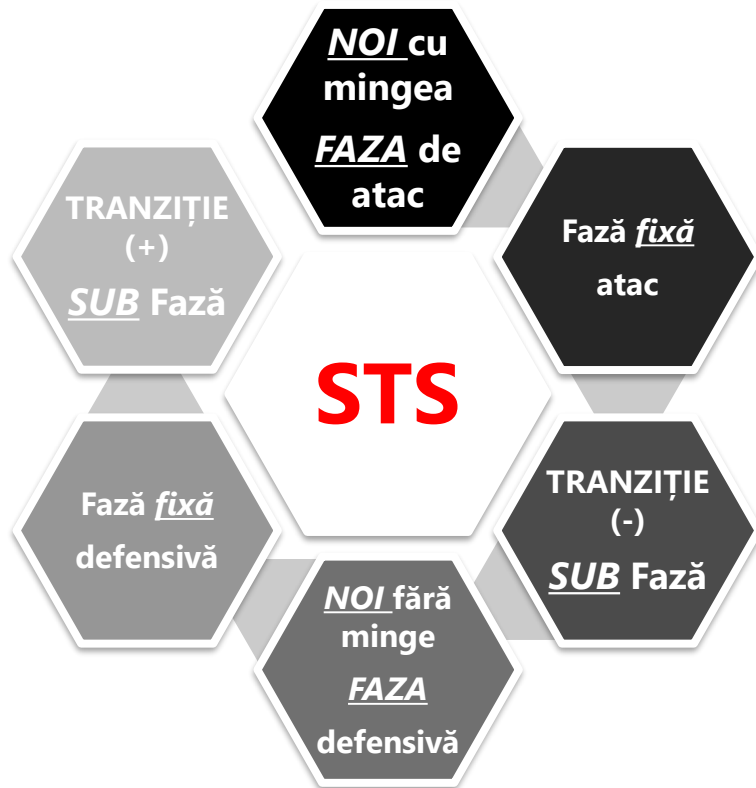 NOI cu
mingea
FAZA de
atac
Fază fixă
atac
TRANZIȚIE
(-)
SUB Fază
NOI fără
minge
FAZA
defensivă
Fază fixă
defensivă
TRANZIȚIE
(+)
SUB Fază
STS